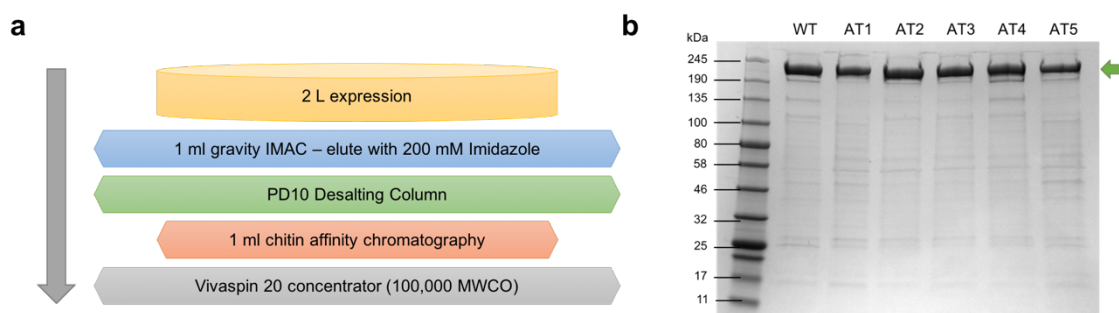 a
2 L expression
1 ml gravity IMAC – elute with 200 mM Imidazole
PD10 Desalting Column
1 ml chitin affinity chromatography
Vivaspin 20 concentrator (100,000 MWCO)
b
WT AT1 AT2 AT3 AT4 AT5
kDa
245
190
135
100
80
58
46
32
25
17
11